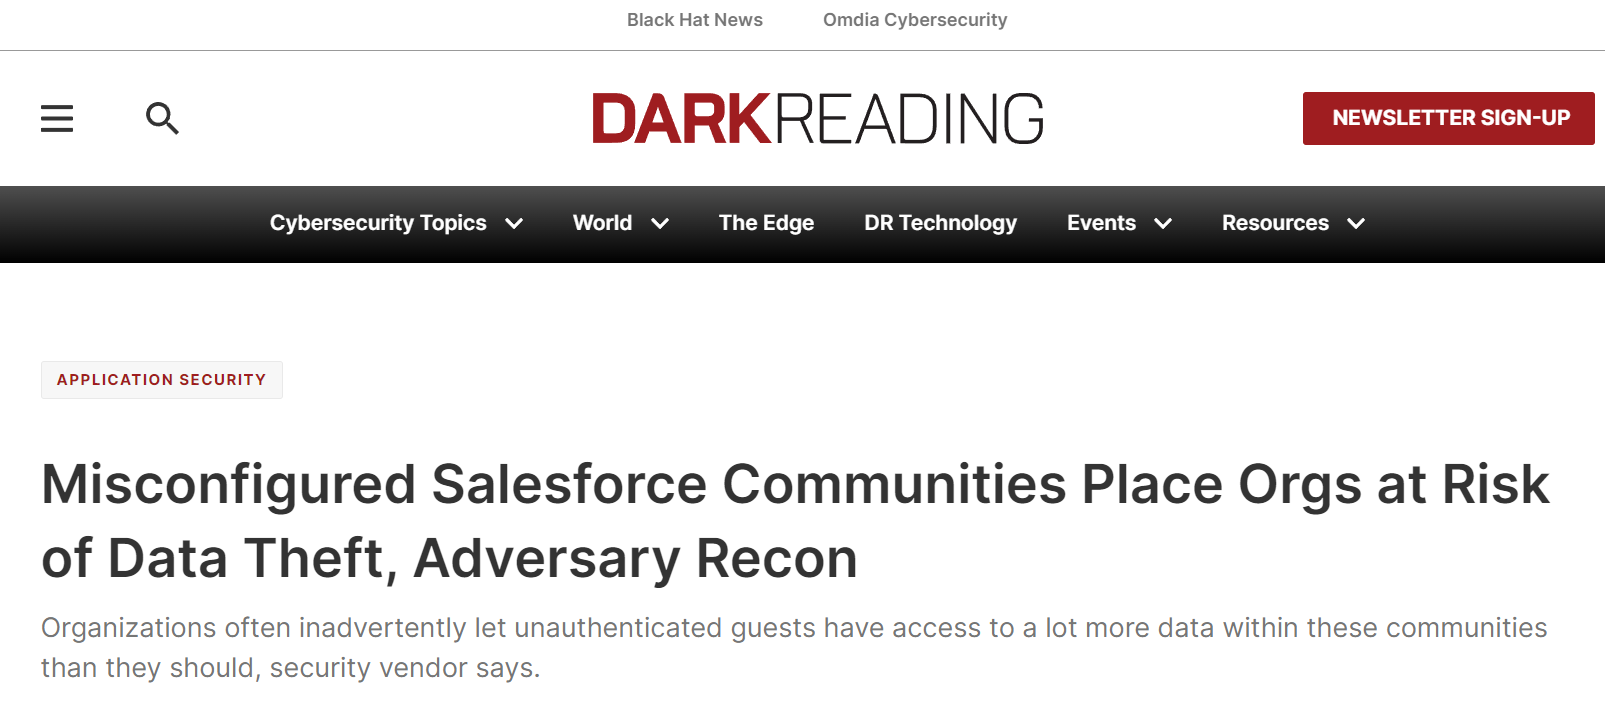 Black Hat News Omdia Cybersecurity
DARKREADING
NEWSLETTER SIGN-UP
Cybersecurity Topics World The Edge DR Technology Events Resources
APPLICATION SECURITY
Misconfigured Salesforce Communities Place Orgs at Risk
of Data Theft, Adversary Recon
Organizations often inadvertently let unauthenticated guests have access to a lot more data within these communities
than they should, security vendor says.